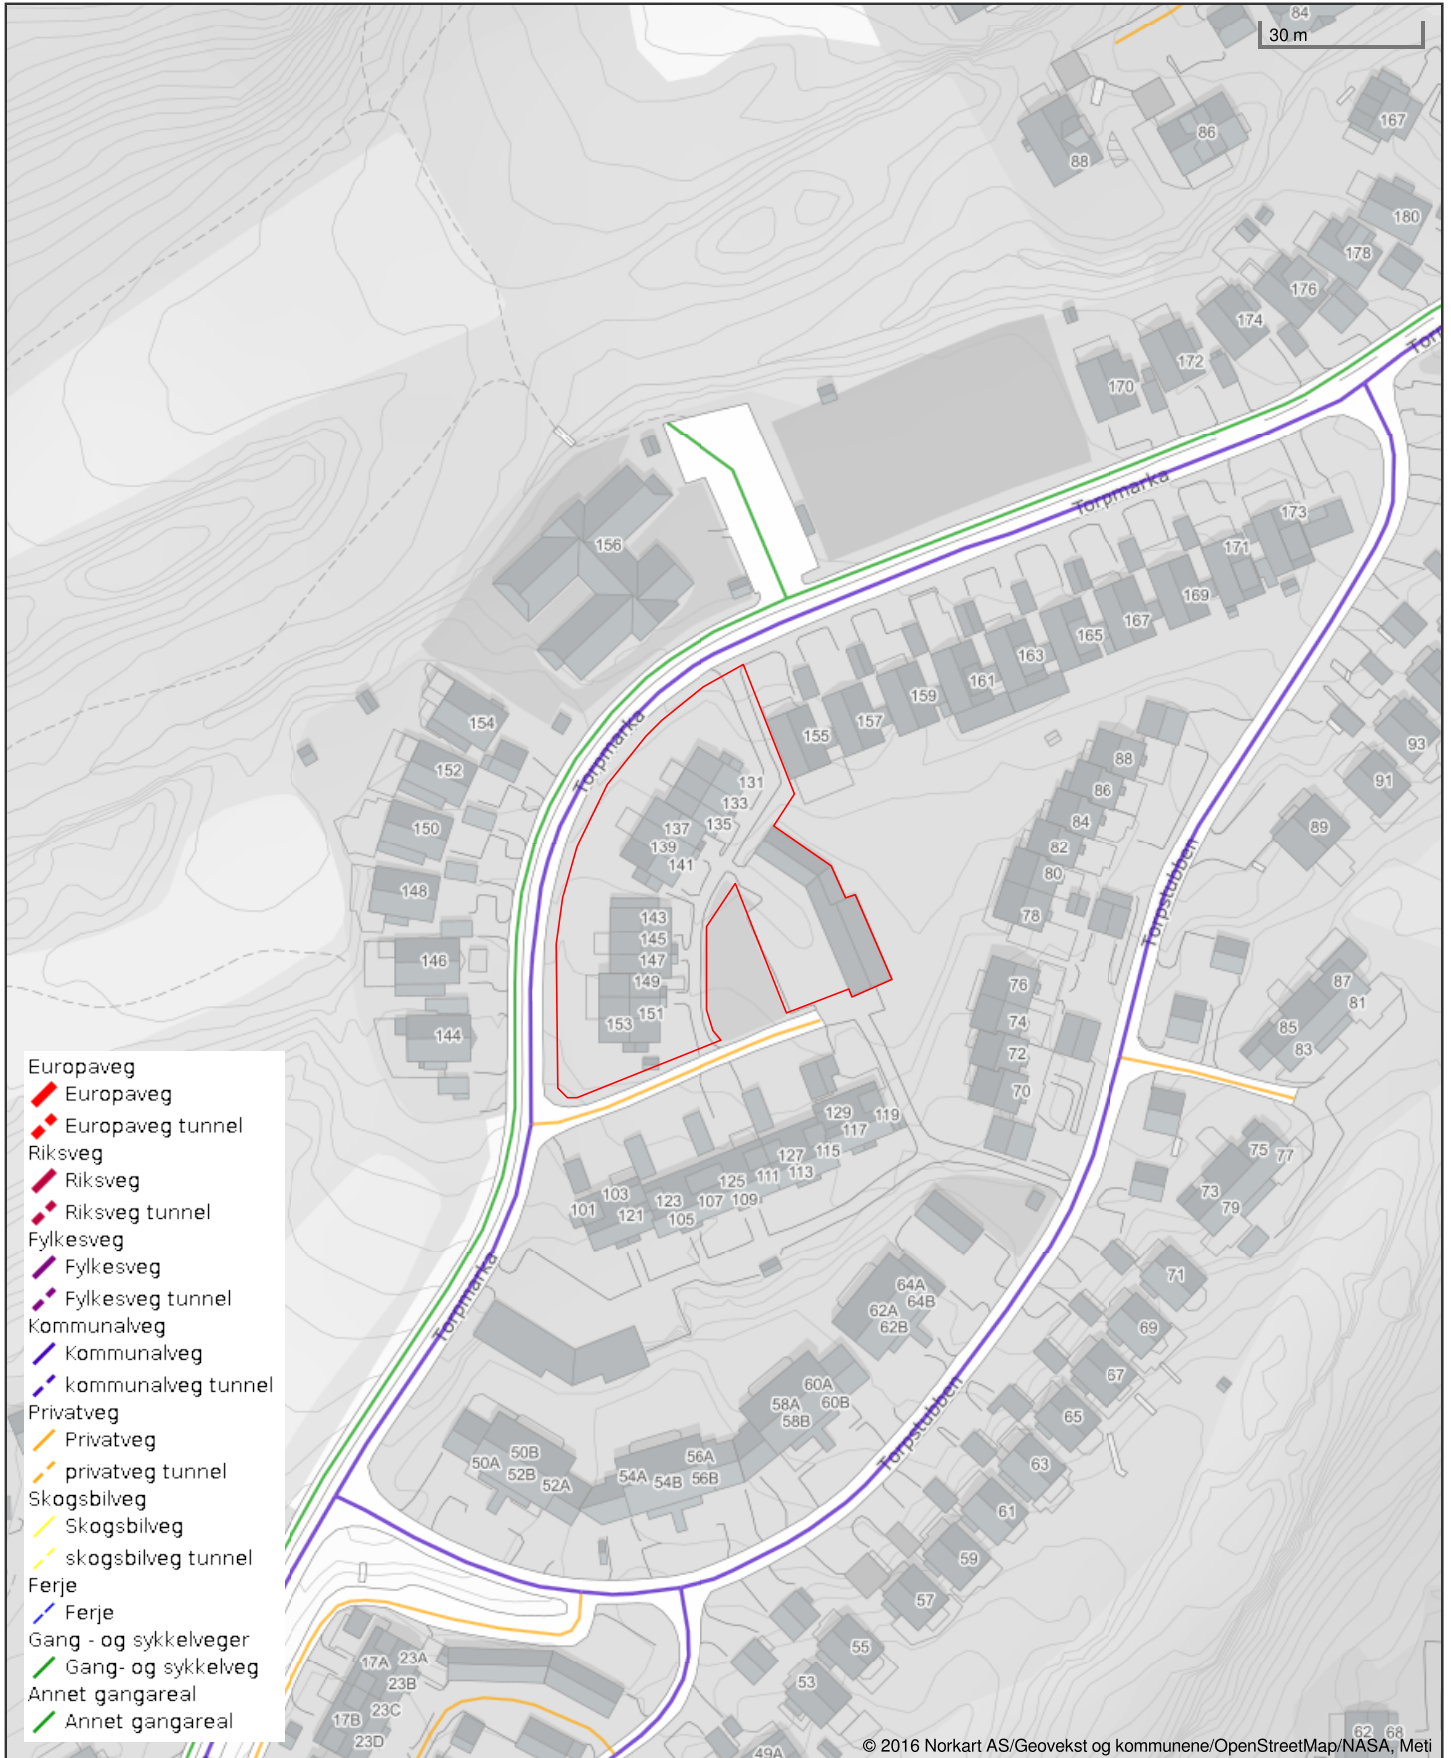 84
30 m
167
86
88
180
178
176
174
172
170
Torpmarka
173
156
171
169
167
165
163
161
159
157
155
154
Torpmarka
152
131
133
135
137
139
141
150
148
88
86
84
82
80
78
93
91
89
Torpstubben
143
145
147
149
151
153
146
144
76
74
72
70
87
81
85
83
129
119
117
127
115
125
111
113
103
123
107
109
101
121
105
75
77
73
79
Torpmarka
64A
64B
62A
62B
71
69
67
65
63
61
59
57
55
53
60A
60B
58A
58B
Torpstubben
50B
50A
52B
52A
56A
54A
54B
56B
17A
23A
23B
23C
17B
23D
49A
62
68
Europaveg
Europaveg
Europaveg tunnel
Riksveg
Riksveg
Riksveg tunnel
Fylkesveg
Fylkesveg
Fylkesveg tunnel
Kommunalveg
Kommunalveg
kommunalveg tunnel
Privatveg
Privatveg
privatveg tunnel
Skogsbilveg
Skogsbilveg
skogsbilveg tunnel
Ferje
Ferje
Gang - og sykkelveger
Gang- og sykkelveg
Annet gangareal
Annet gangareal
© 2016 Norkart AS/Geovekst og kommunene/OpenStreetMap/NASA, Meti